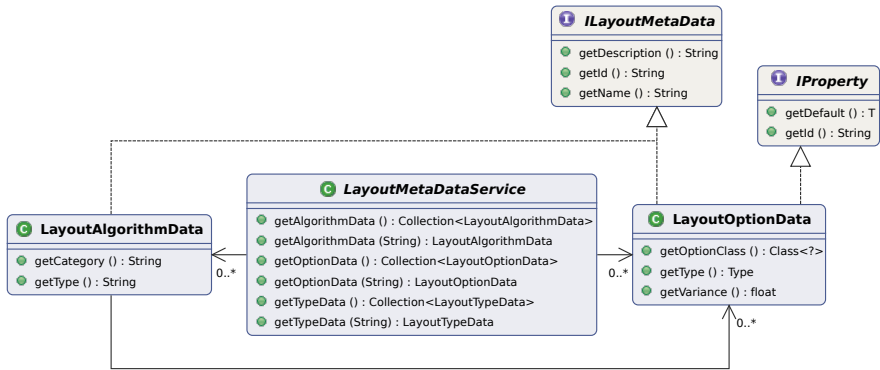 I ILayoutMetaData
getDescription () : String
getId () : String
getName () : String
I IProperty
getDefault () : T
getId () : String
C LayoutMetaDataService
getAlgorithmData () : Collection<LayoutAlgorithmData>
getAlgorithmData (String) : LayoutAlgorithmData
getOptionData () : Collection<LayoutOptionData>
getOptionData (String) : LayoutOptionData
getTypeData () : Collection<LayoutTypeData>
getTypeData (String) : LayoutTypeData
C LayoutAlgorithmData
getCategory () : String
getType () : String
0..*
0..*
C LayoutOptionData
getOptionClass () : Class<?>
getType () : Type
getVariance () : float
0..*